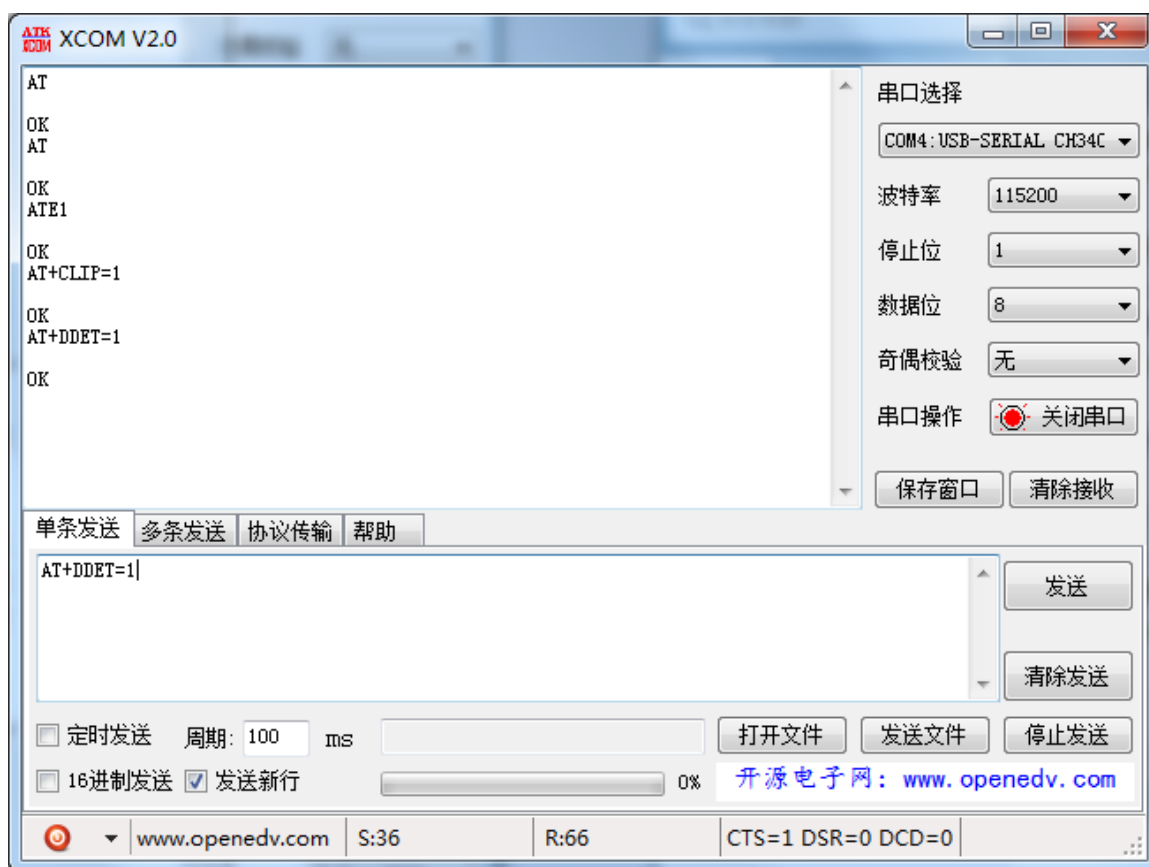 ATK XCOM XCOM V2.0
AT
OK
AT
OK
ATE1
OK
AT+CLIP=1
OK
AT+DDET=1
OK
串口选择
COM4:USB-SERIAL CH34C
波特率 115200
停止位 1
数据位 8
奇偶校验 无
串口操作 关闭串口
保存窗口 清除接收
单条发送 多条发送 协议传输 帮助
AT+DDET=1
发送
清除发送
定时发送 周期: 100 ms 打开文件 发送文件 停止发送
16进制发送 发送新行 0% 开源电子网: www.openedv.com
www.openedv.com S:36 R:66 CTS=1 DSR=0 DCD=0